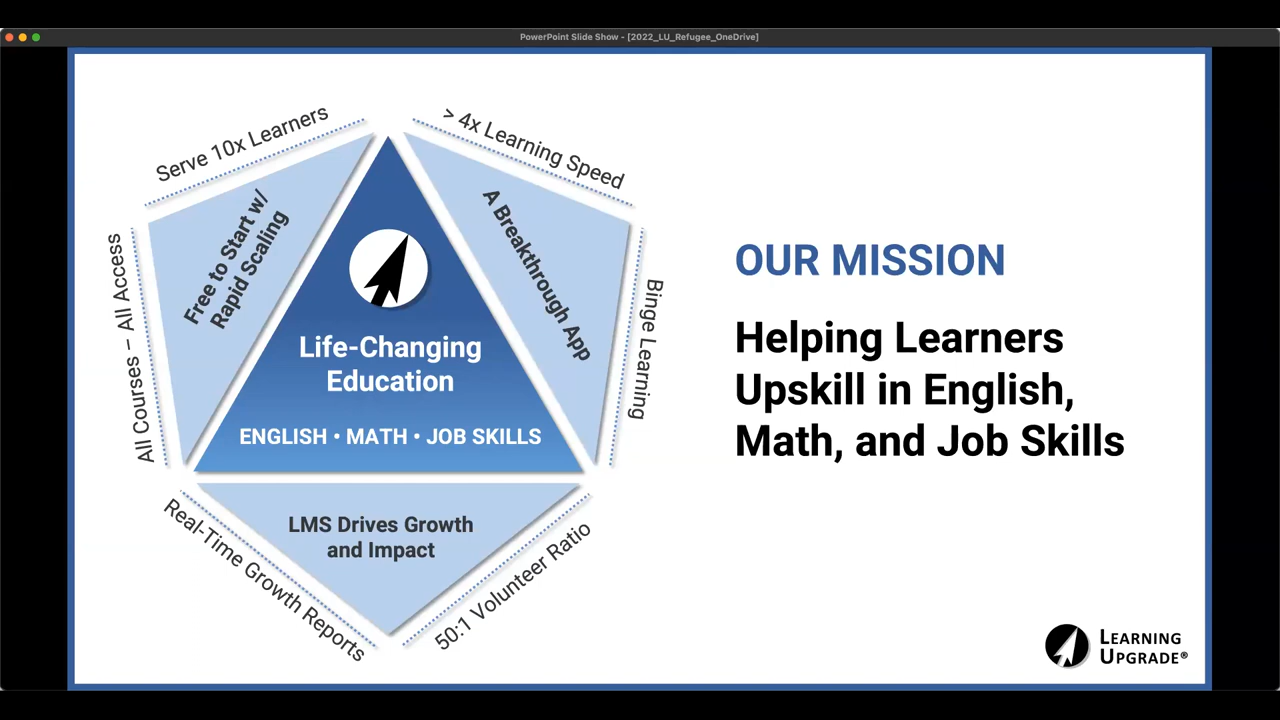 PowerPoint Slide Show - [2022_LU_Refugee_OneDrive]
Serve 10x Learners
> 4x Learning Speed
All Courses – All Access
Free to Start w/
Rapid Scaling
A Breakthrough App
Binge Learning
Life-Changing
Education
ENGLISH • MATH • JOB SKILLS
LMS Drives Growth
and Impact
Real-Time Growth Reports
50:1 Volunteer Ratio
OUR MISSION
Helping Learners
Upskill in English,
Math, and Job Skills
LEARNING
UPGRADE®